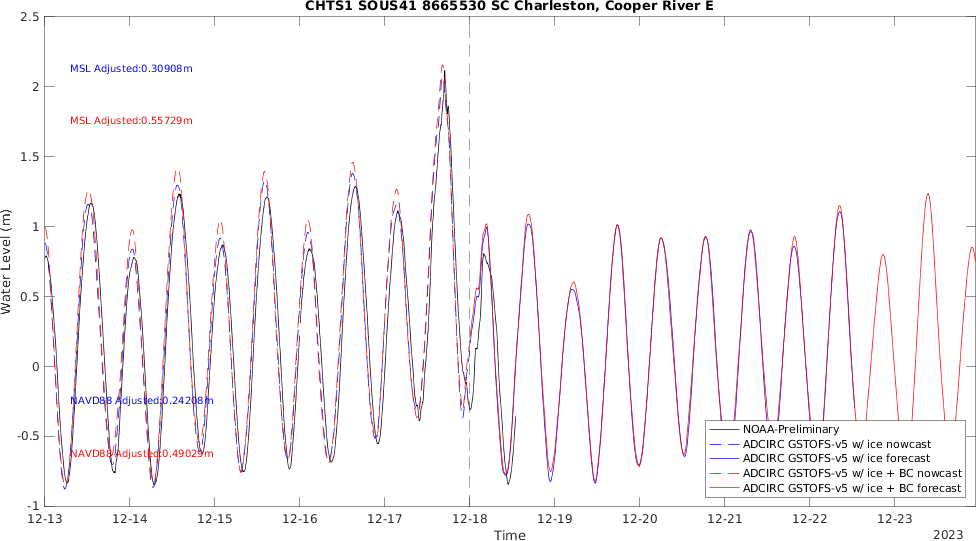 CHTS1 SOUS41 8665530 SC Charleston, Cooper River E
2.5
2
1.5
1
0.5
0
-0.5
-1
Water Level (m)
MSL Adjusted:0.30908m
MSL Adjusted:0.55729m
NAVD88 Adjusted:0.24208m
NAVD88 Adjusted:0.49029m
NOAA-Preliminary
ADCIRC GSTOFS-v5 w/ ice nowcast
ADCIRC GSTOFS-v5 w/ ice forecast
ADCIRC GSTOFS-v5 w/ ice + BC nowcast
ADCIRC GSTOFS-v5 w/ ice + BC forecast
12-13 12-14 12-15 12-16 12-17 12-18 12-19 12-20 12-21 12-22 12-23
Time
2023